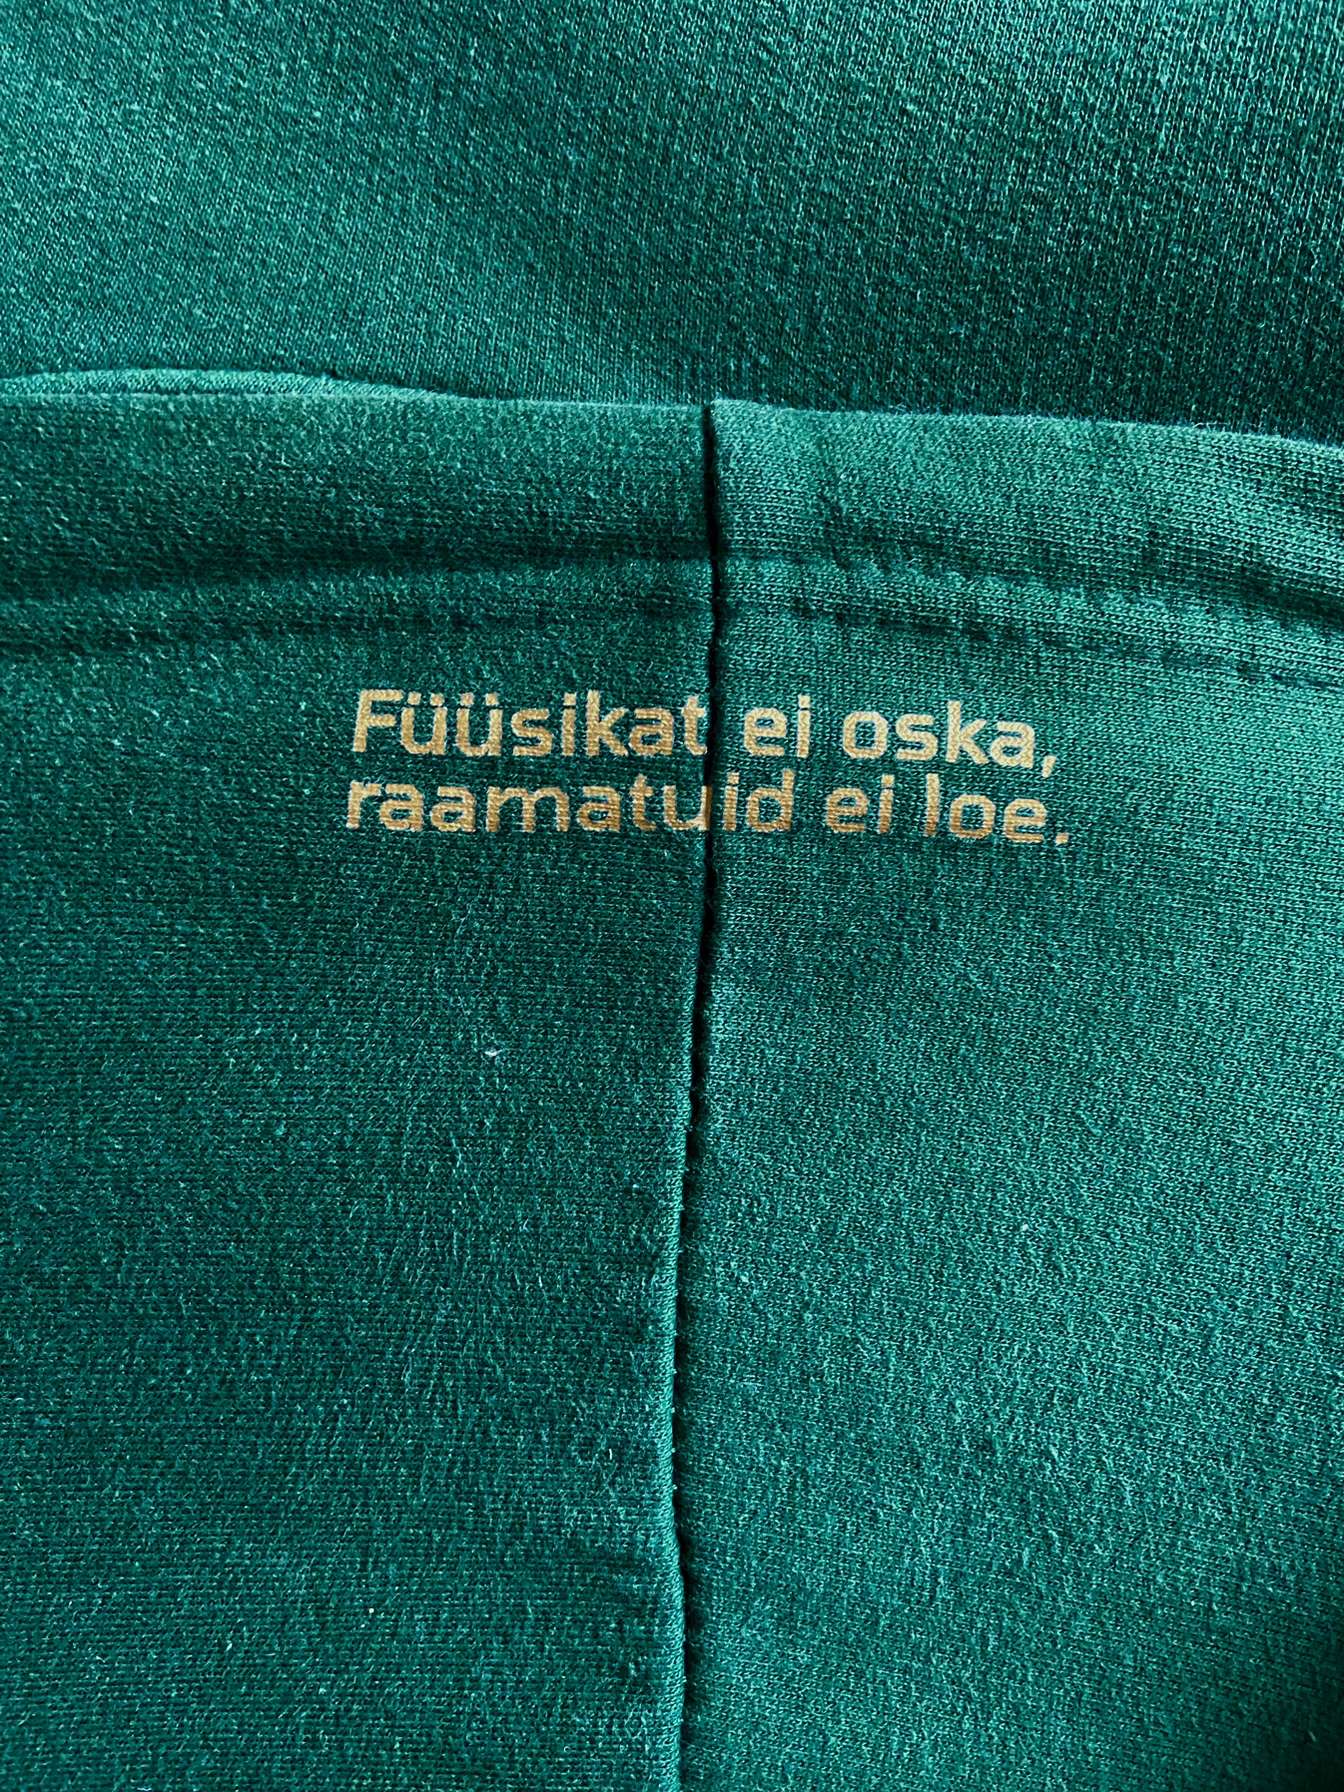 Füüsikat ei oska,
raamatuid ei loe.